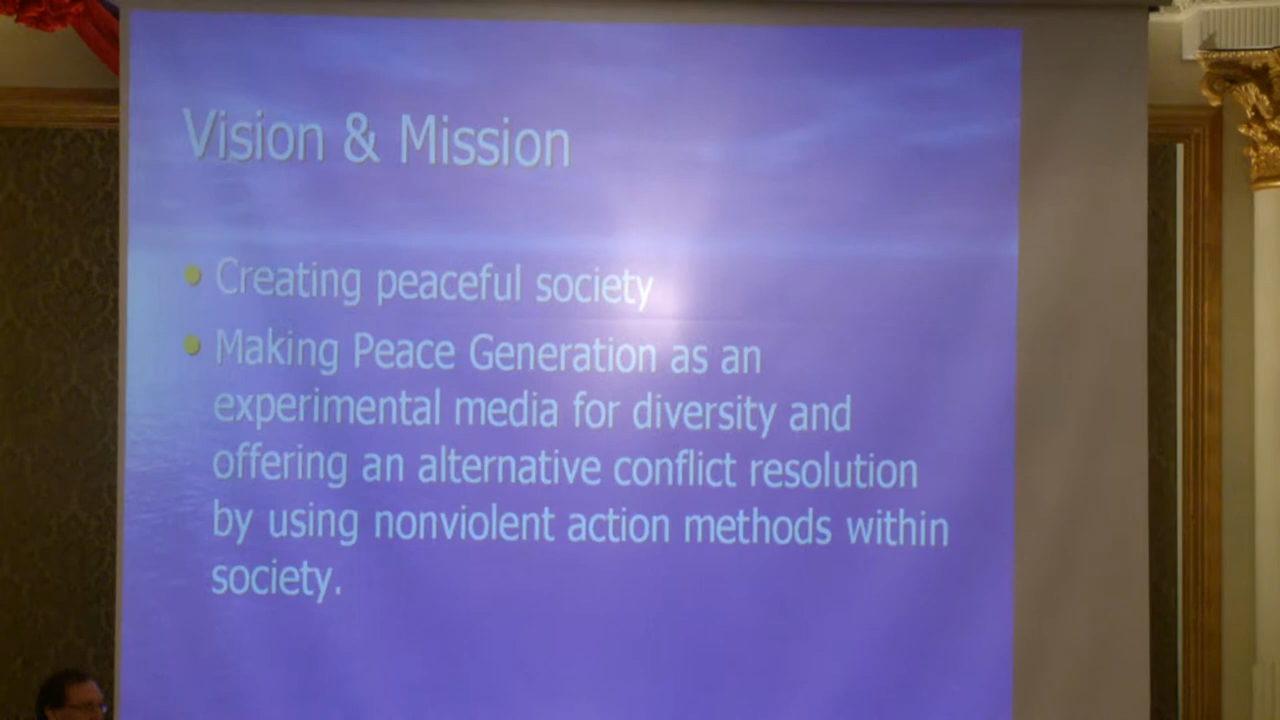 Vision & Mission
Creating peaceful society
Making Peace Generation as an
experimental media for diversity and
offering an alternative conflict resolution
by using nonviolent action methods within
society.